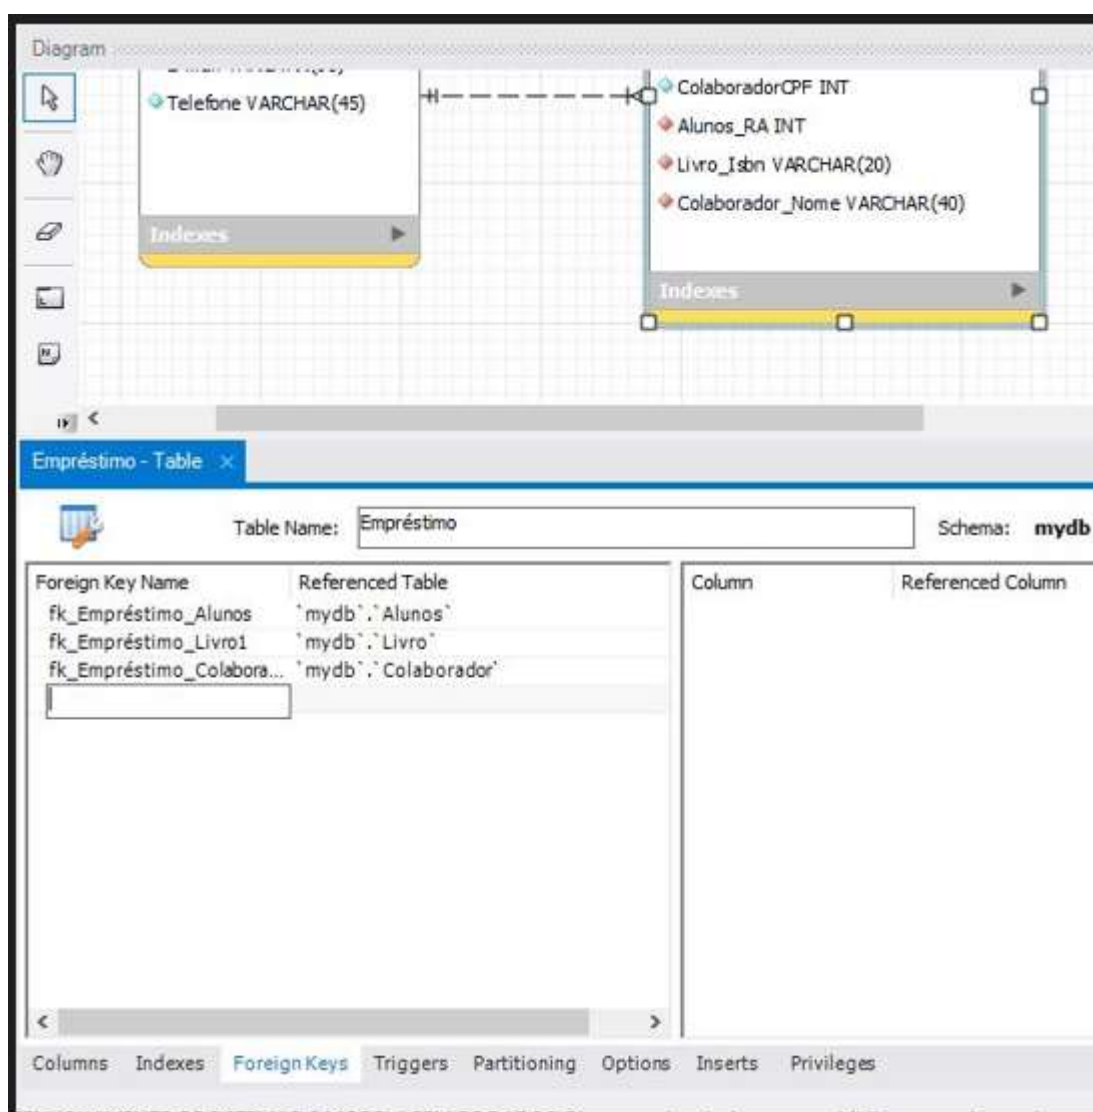 Diagram
Telefone VARCHAR(45)
Indexes
ColaboradorCPF INT
Alunos_RA INT
Livro_Isbn VARCHAR(20)
Colaborador_Nome VARCHAR(40)
Indexes
Empréstimo - Table
Table Name: Empréstimo Schema: mydb
Foreign Key Name Referenced Table Column Referenced Column
fk_Empréstimo_Alunos `mydb`.`Alunos`
fk_Empréstimo_Livro1 `mydb`.`Livro`
fk_Empréstimo_Colabora... `mydb`.`Colaborador`
Columns Indexes Foreign Keys Triggers Partitioning Options Inserts Privileges